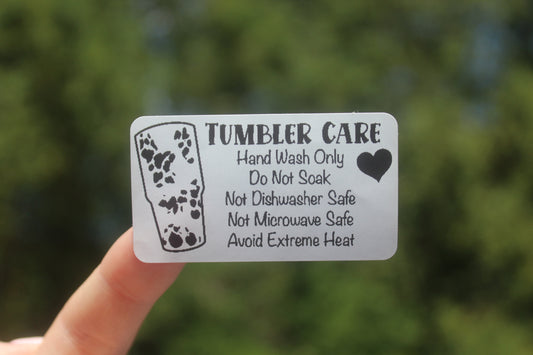 TUMBLER CARE
Hand Wash Only
Do Not Soak
Not Dishwasher Safe
Not Microwave Safe
Avoid Extreme Heat